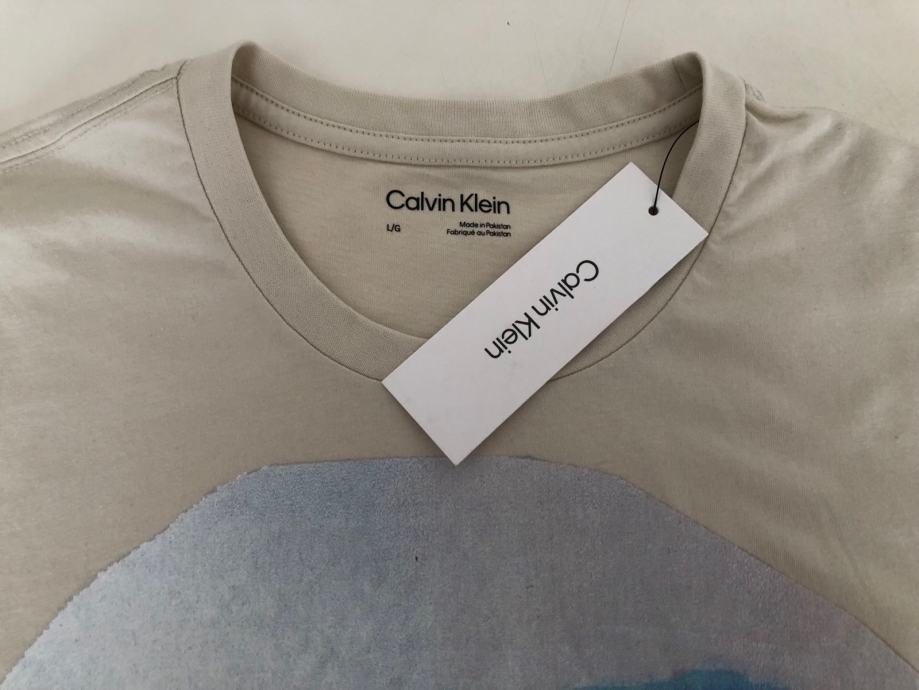 Calvin Klein
L/G
Made in Pakistan
Fabriqué au Pakistan
Calvin Klein